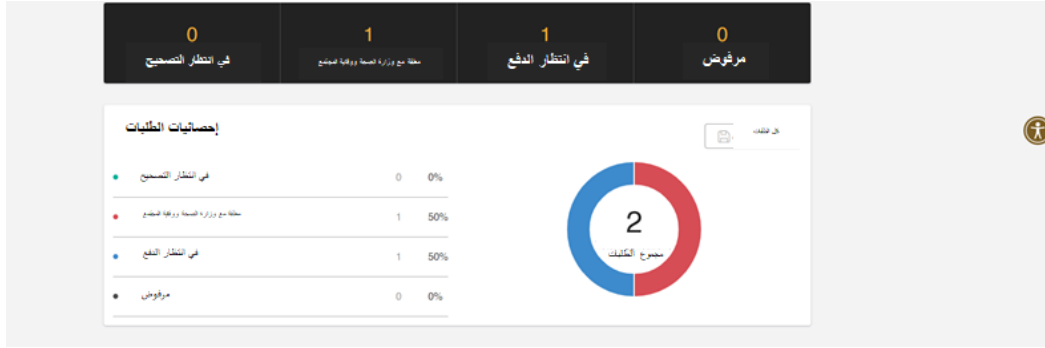 0
مرفوض
1
في انتظار الدفع
1
معلقة مع وزارة الصحة ووقاية المجتمع
0
في انتظار التصحيح
إحصائيات الطلبات
كل الطلبات
في انتظار التصحيح
0
0%
معلقة مع وزارة الصحة ووقاية المجتمع
1
50%
في انتظار الدفع
1
50%
مرفوض
0
0%
2
مجموع الطلبات